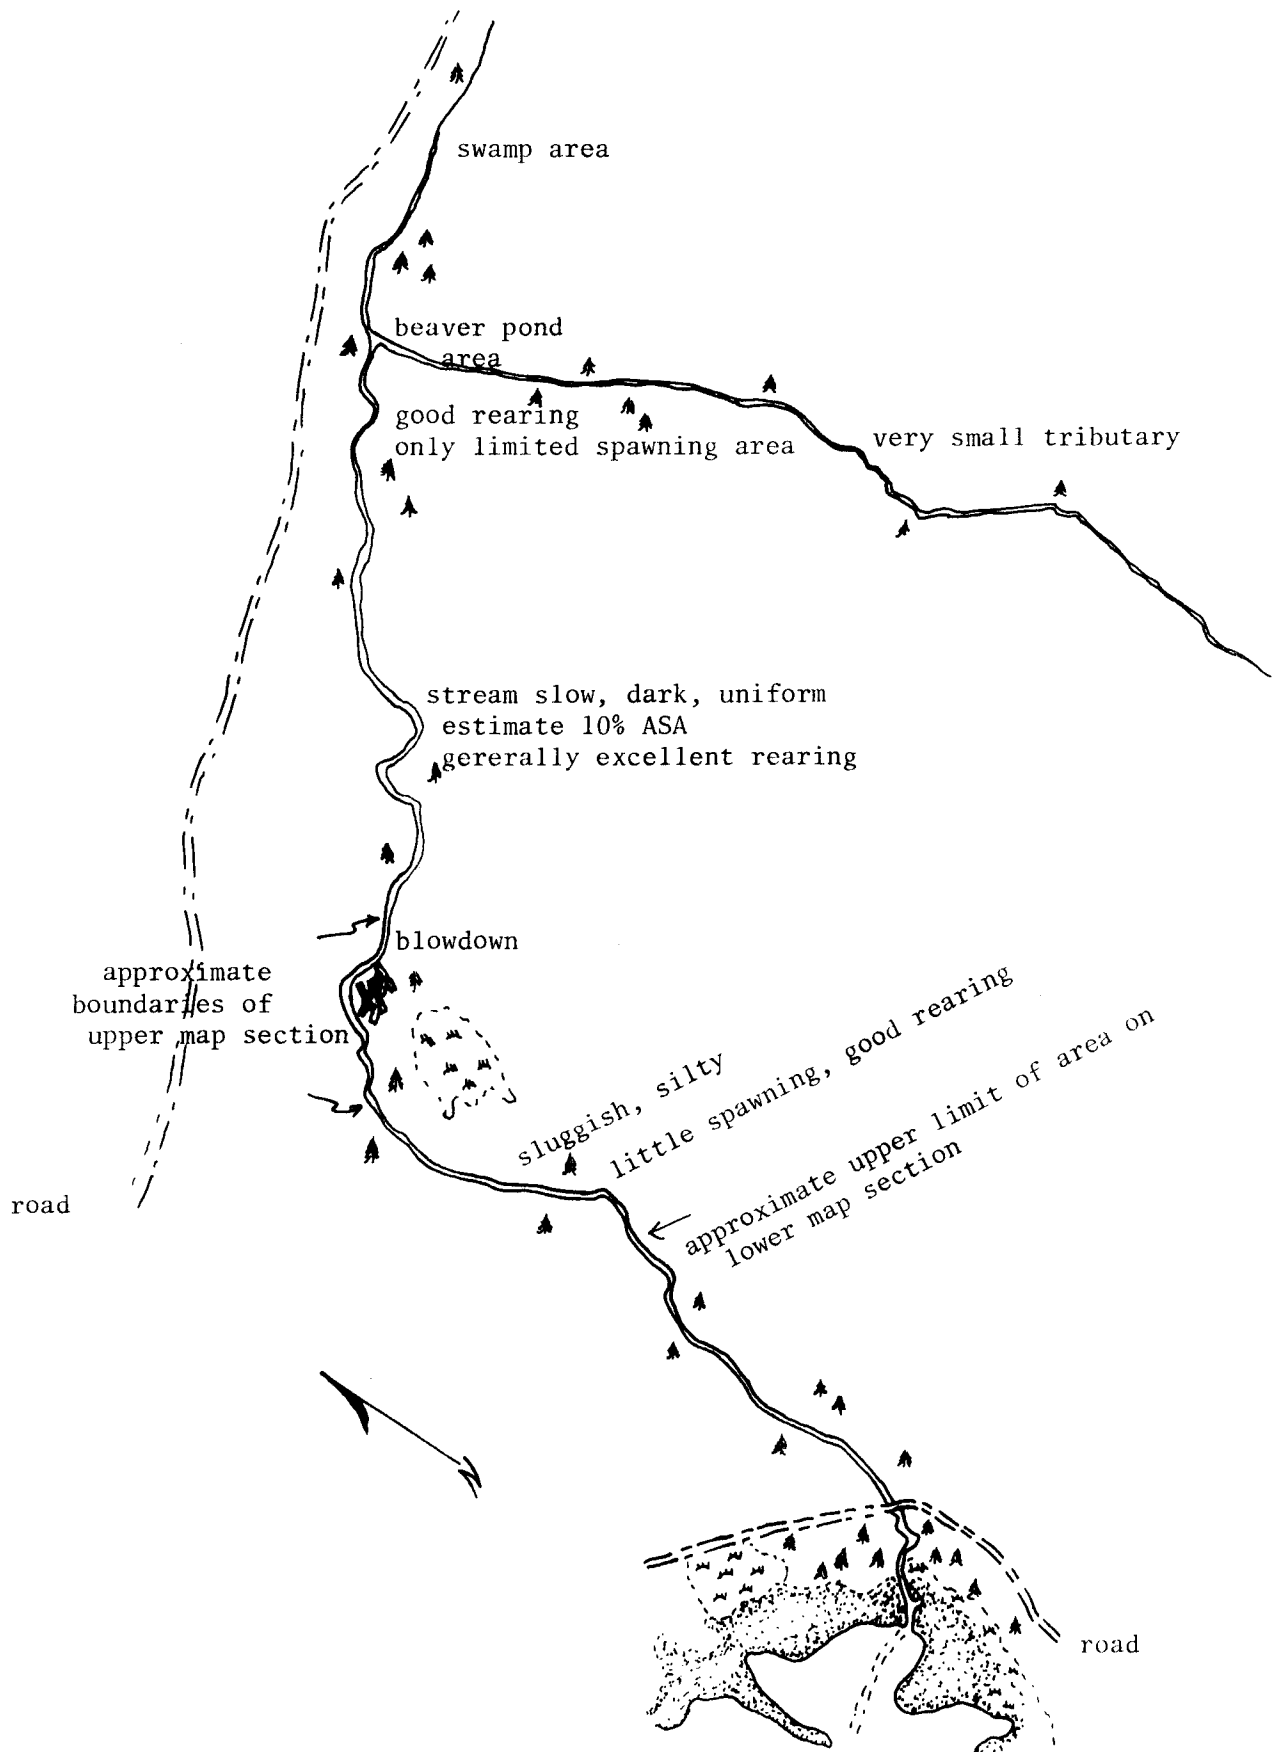 swamp area
beaver pond
area
good rearing
only limited spawning area
very small tributary
stream slow, dark, uniform
estimate 10% ASA
gererally excellent rearing
blowdown
approximate
boundaries of
upper map section
sluggish, silty
little spawning, good rearing
approximate upper limit of area on
lower map section
road
N
road